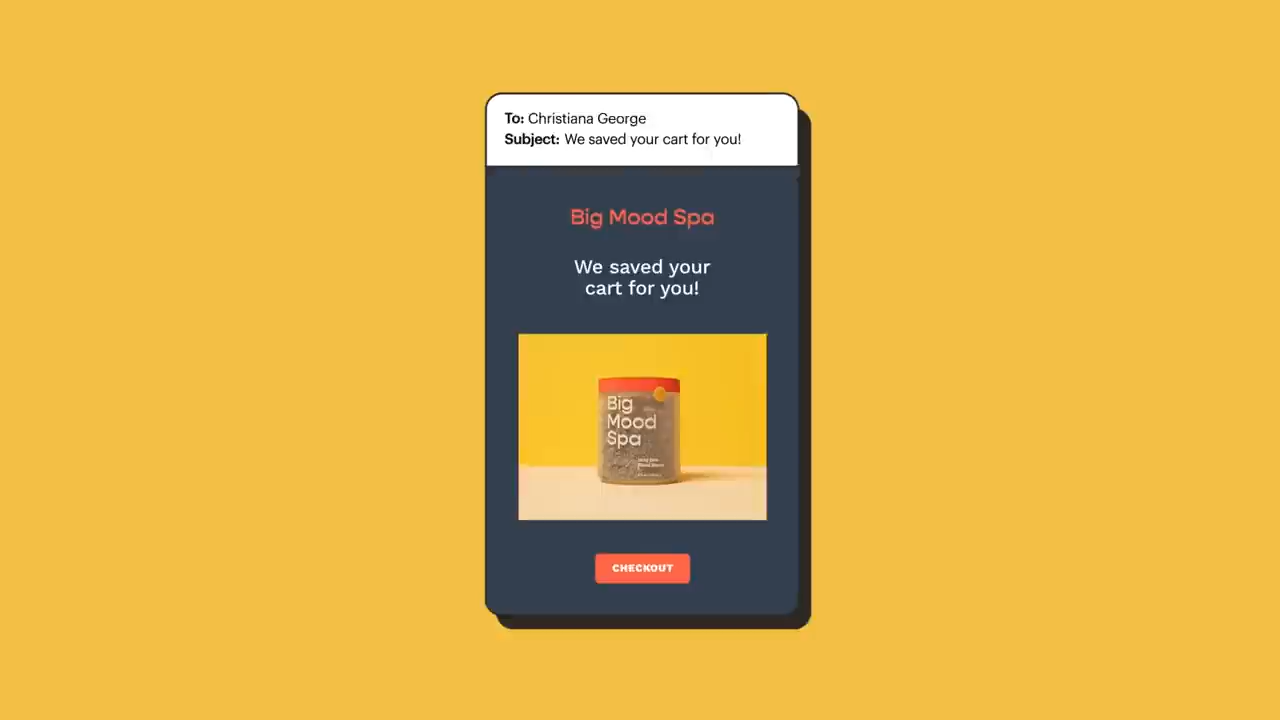 To: Christiana George
Subject: We saved your cart for you!
Big Mood Spa
We saved your
cart for you!
Big
Mood
Spa
CHECKOUT